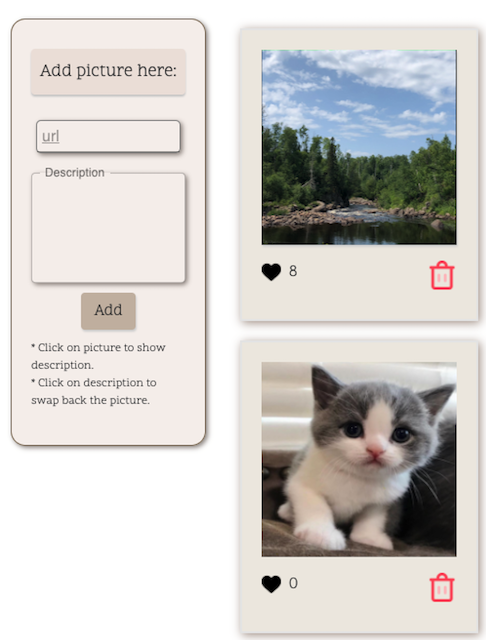 Add picture here:
url
Description
Add
* Click on picture to show
description.
* Click on description to
swap back the picture.
8
0